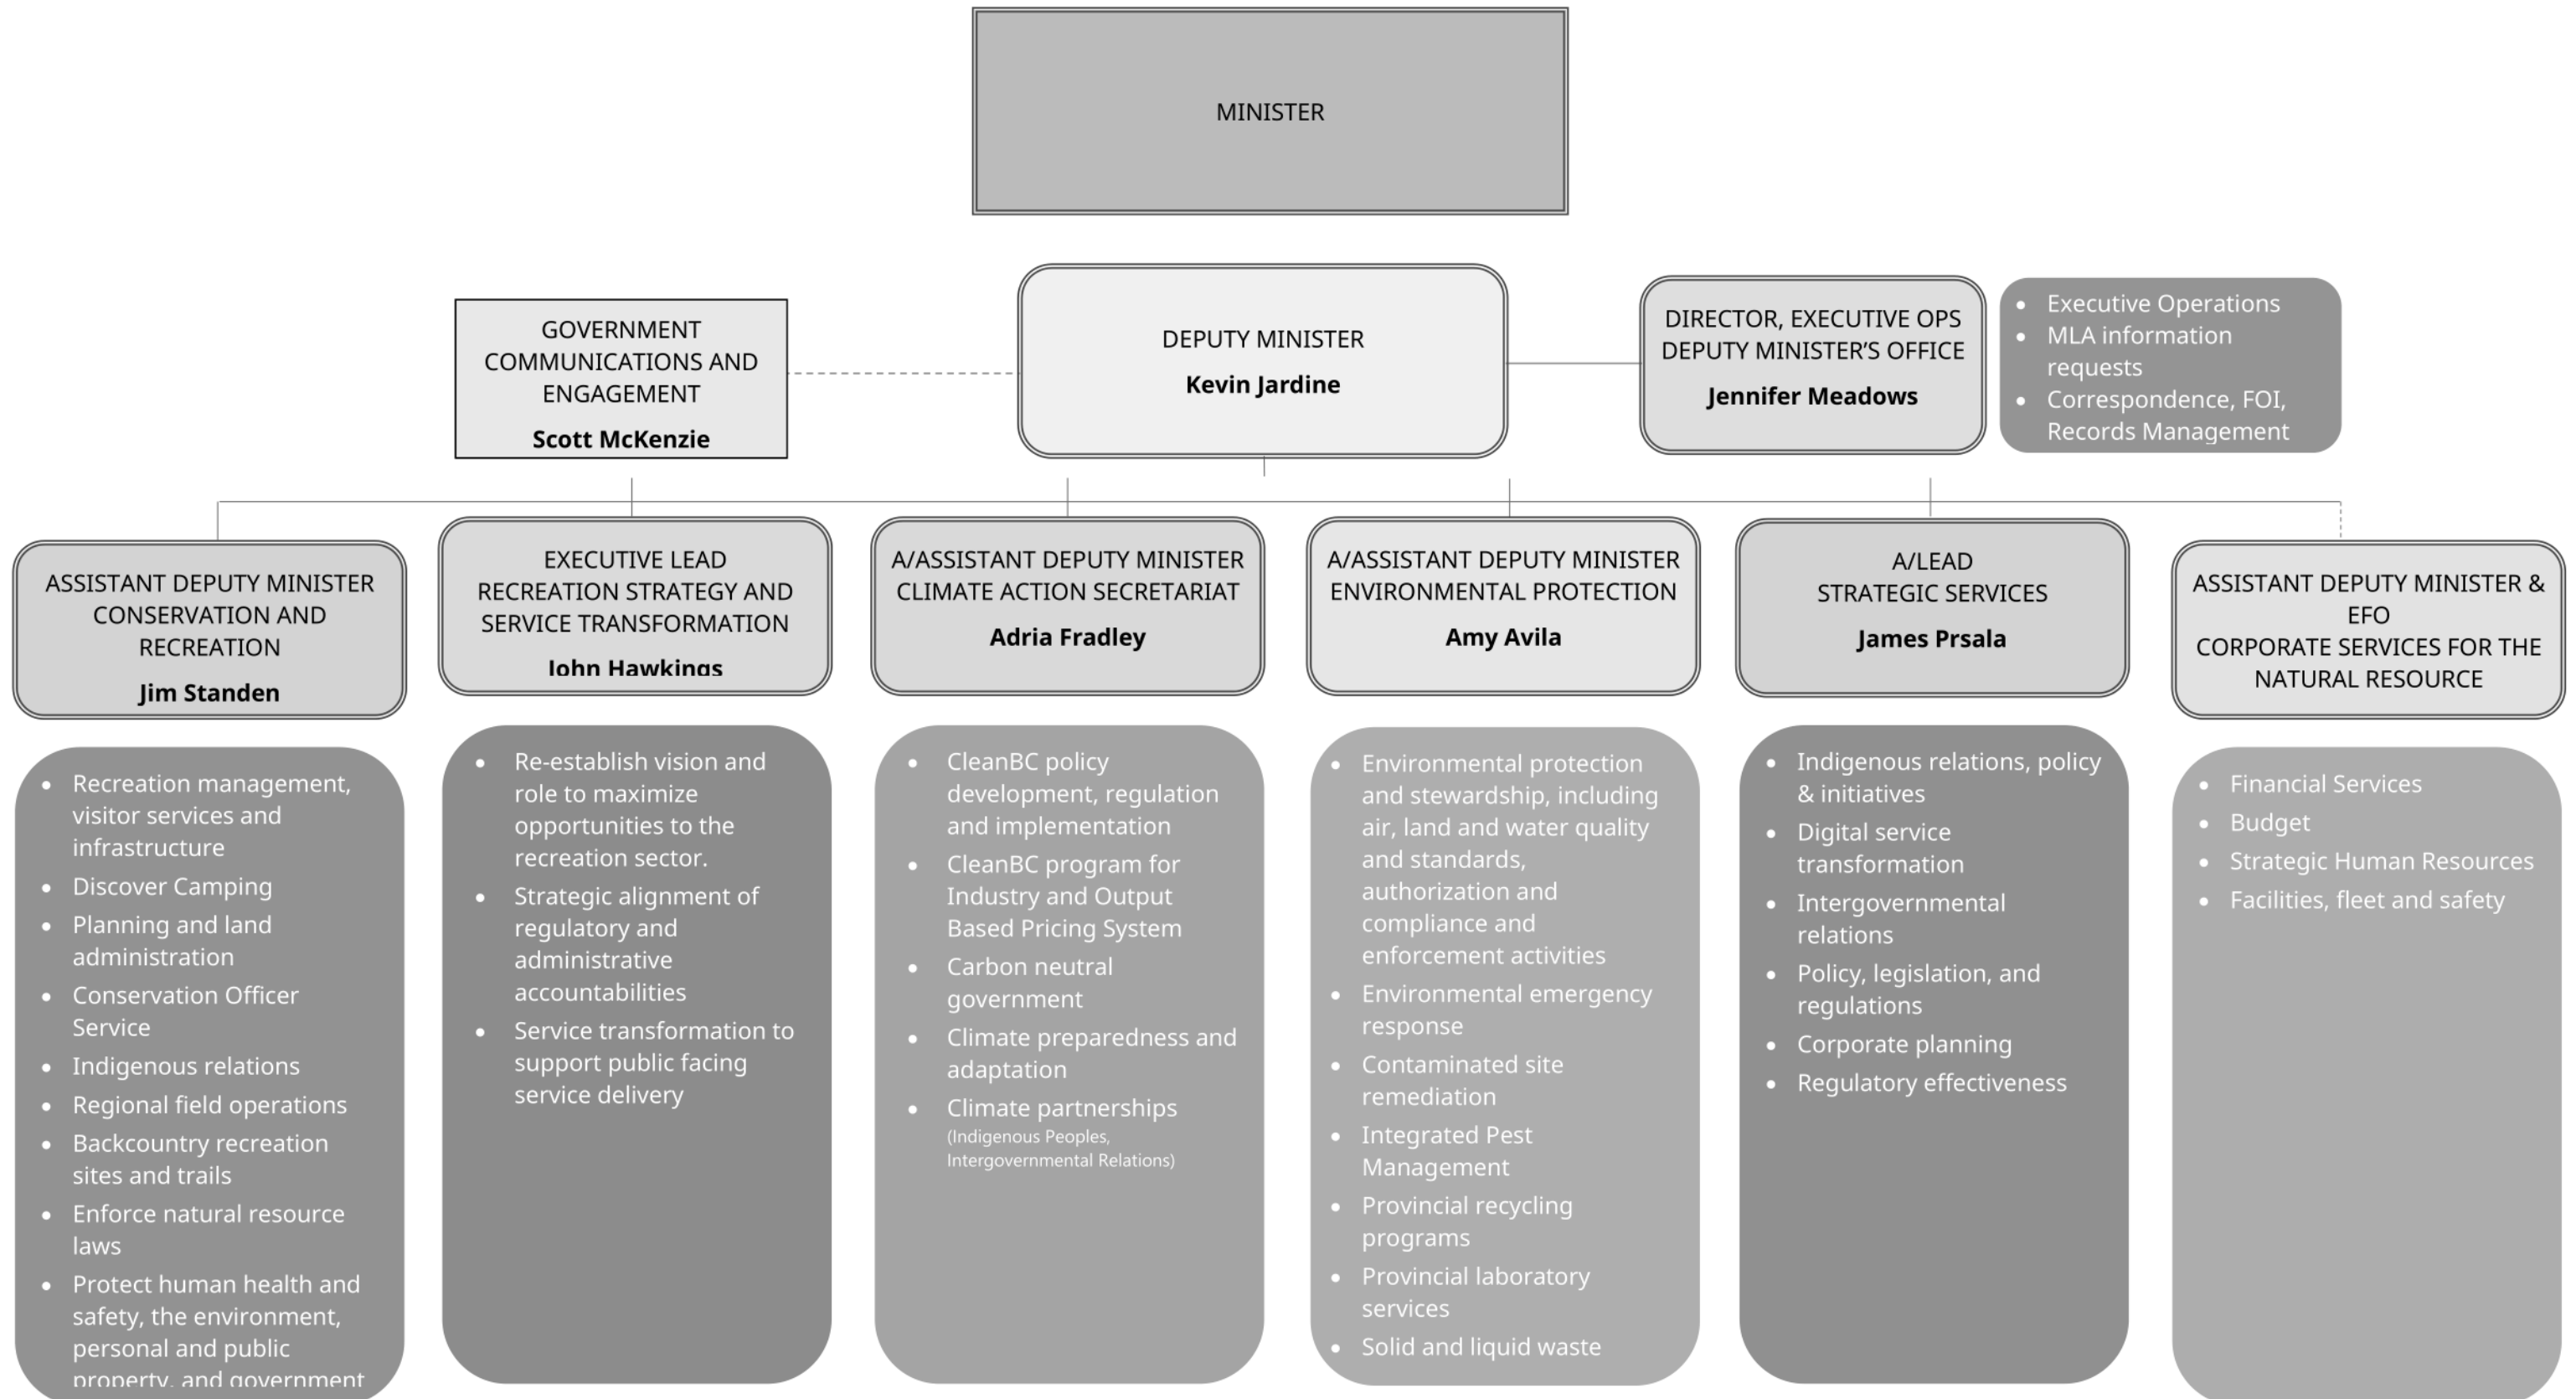 MINISTER
GOVERNMENT
COMMUNICATIONS AND
ENGAGEMENT
Scott McKenzie
DEPUTY MINISTER
Kevin Jardine
DIRECTOR, EXECUTIVE OPS
DEPUTY MINISTER’S OFFICE
Jennifer Meadows
• Executive Operations
• MLA information
requests
• Correspondence, FOI,
Records Management
ASSISTANT DEPUTY MINISTER
CONSERVATION AND
RECREATION
Jim Standen
EXECUTIVE LEAD
RECREATION STRATEGY AND
SERVICE TRANSFORMATION
John Hawkings
A/ASSISTANT DEPUTY MINISTER
CLIMATE ACTION SECRETARIAT
Adria Fradley
A/ASSISTANT DEPUTY MINISTER
ENVIRONMENTAL PROTECTION
Amy Avila
A/LEAD
STRATEGIC SERVICES
James Prsala
ASSISTANT DEPUTY MINISTER &
EFO
CORPORATE SERVICES FOR THE
NATURAL RESOURCE
• Recreation management,
visitor services and
infrastructure
• Discover Camping
• Planning and land
administration
• Conservation Officer
Service
• Indigenous relations
• Regional field operations
• Backcountry recreation
sites and trails
• Enforce natural resource
laws
• Protect human health and
safety, the environment,
personal and public
property, and government
• Re-establish vision and
role to maximize
opportunities to the
recreation sector.
• Strategic alignment of
regulatory and
administrative
accountabilities
• Service transformation to
support public facing
service delivery
• CleanBC policy
development, regulation
and implementation
• CleanBC program for
Industry and Output
Based Pricing System
• Carbon neutral
government
• Climate preparedness and
adaptation
• Climate partnerships
(Indigenous Peoples,
Intergovernmental Relations)
• Environmental protection
and stewardship, including
air, land and water quality
and standards,
authorization and
compliance and
enforcement activities
• Environmental emergency
response
• Contaminated site
remediation
• Integrated Pest
Management
• Provincial recycling
programs
• Provincial laboratory
services
• Solid and liquid waste
• Indigenous relations, policy
& initiatives
• Digital service
transformation
• Intergovernmental
relations
• Policy, legislation, and
regulations
• Corporate planning
• Regulatory effectiveness
• Financial Services
• Budget
• Strategic Human Resources
• Facilities, fleet and safety